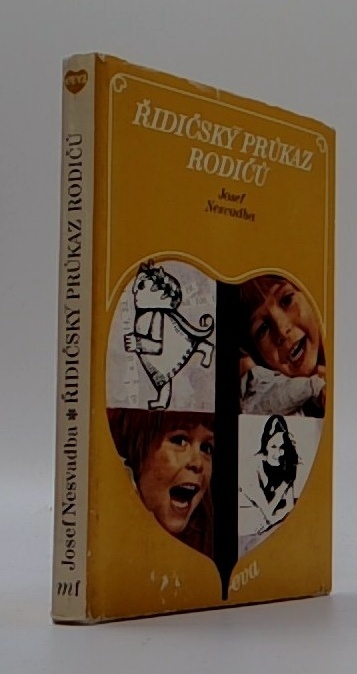 ŘIDIČSKÝ PRŮKAZ
RODIČŮ
Josef
Nesvadba
eva
eva
Josef Nesvadba * ŘIDIČSKÝ PRŮKAZ RODIČŮ
mf